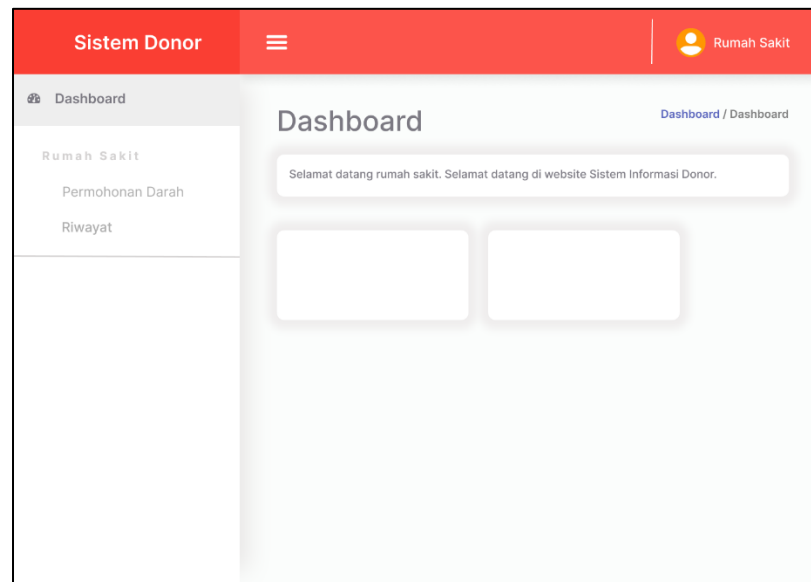 Sistem Donor
Rumah Sakit
Dashboard
Rumah Sakit
Permohonan Darah
Riwayat
Dashboard
Dashboard / Dashboard
Selamat datang rumah sakit. Selamat datang di website Sistem Informasi Donor.